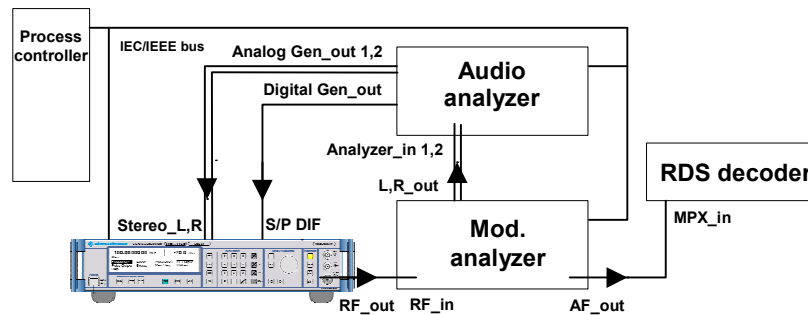 Process
controller
IEC/IEEE bus
Analog Gen_out 1,2
Audio
analyzer
Digital Gen_out
Analyzer_in 1,2
L,R_out
RDS decoder
Stereo_L,R
S/P DIF
Mod.
analyzer
MPX_in
RF_out
RF_in
AF_out